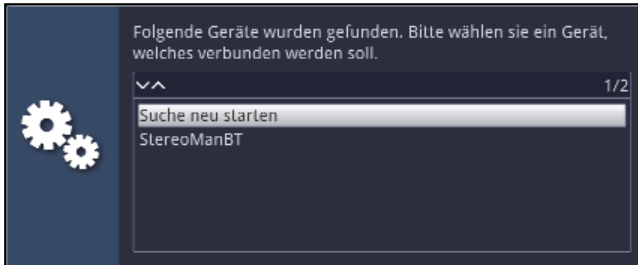 Folgende Geräte wurden gefunden. Bitte wählen sie ein Gerät,
welches verbunden werden soll.
1/2
Suche neu starten
StereoManBT